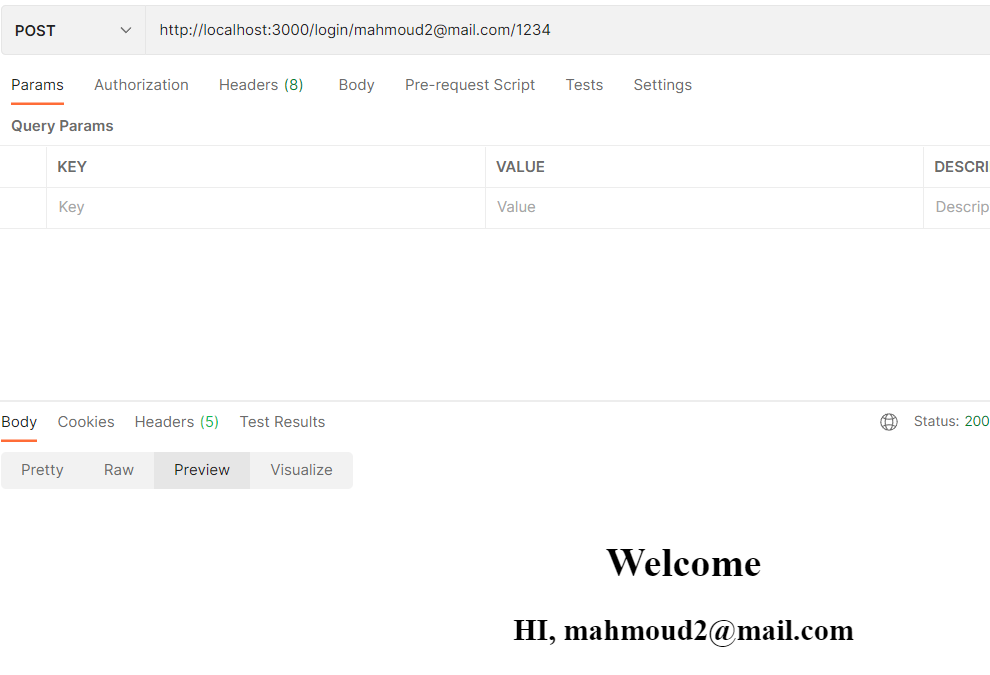 POST http://localhost:3000/login/mahmoud2@mail.com/1234
Params Authorization Headers (8) Body Pre-request Script Tests Settings
Query Params
KEY VALUE DESCRI
Key Value Descrip
Body Cookies Headers (5) Test Results Status: 200
Pretty Raw Preview Visualize
Welcome
HI, mahmoud2@mail.com